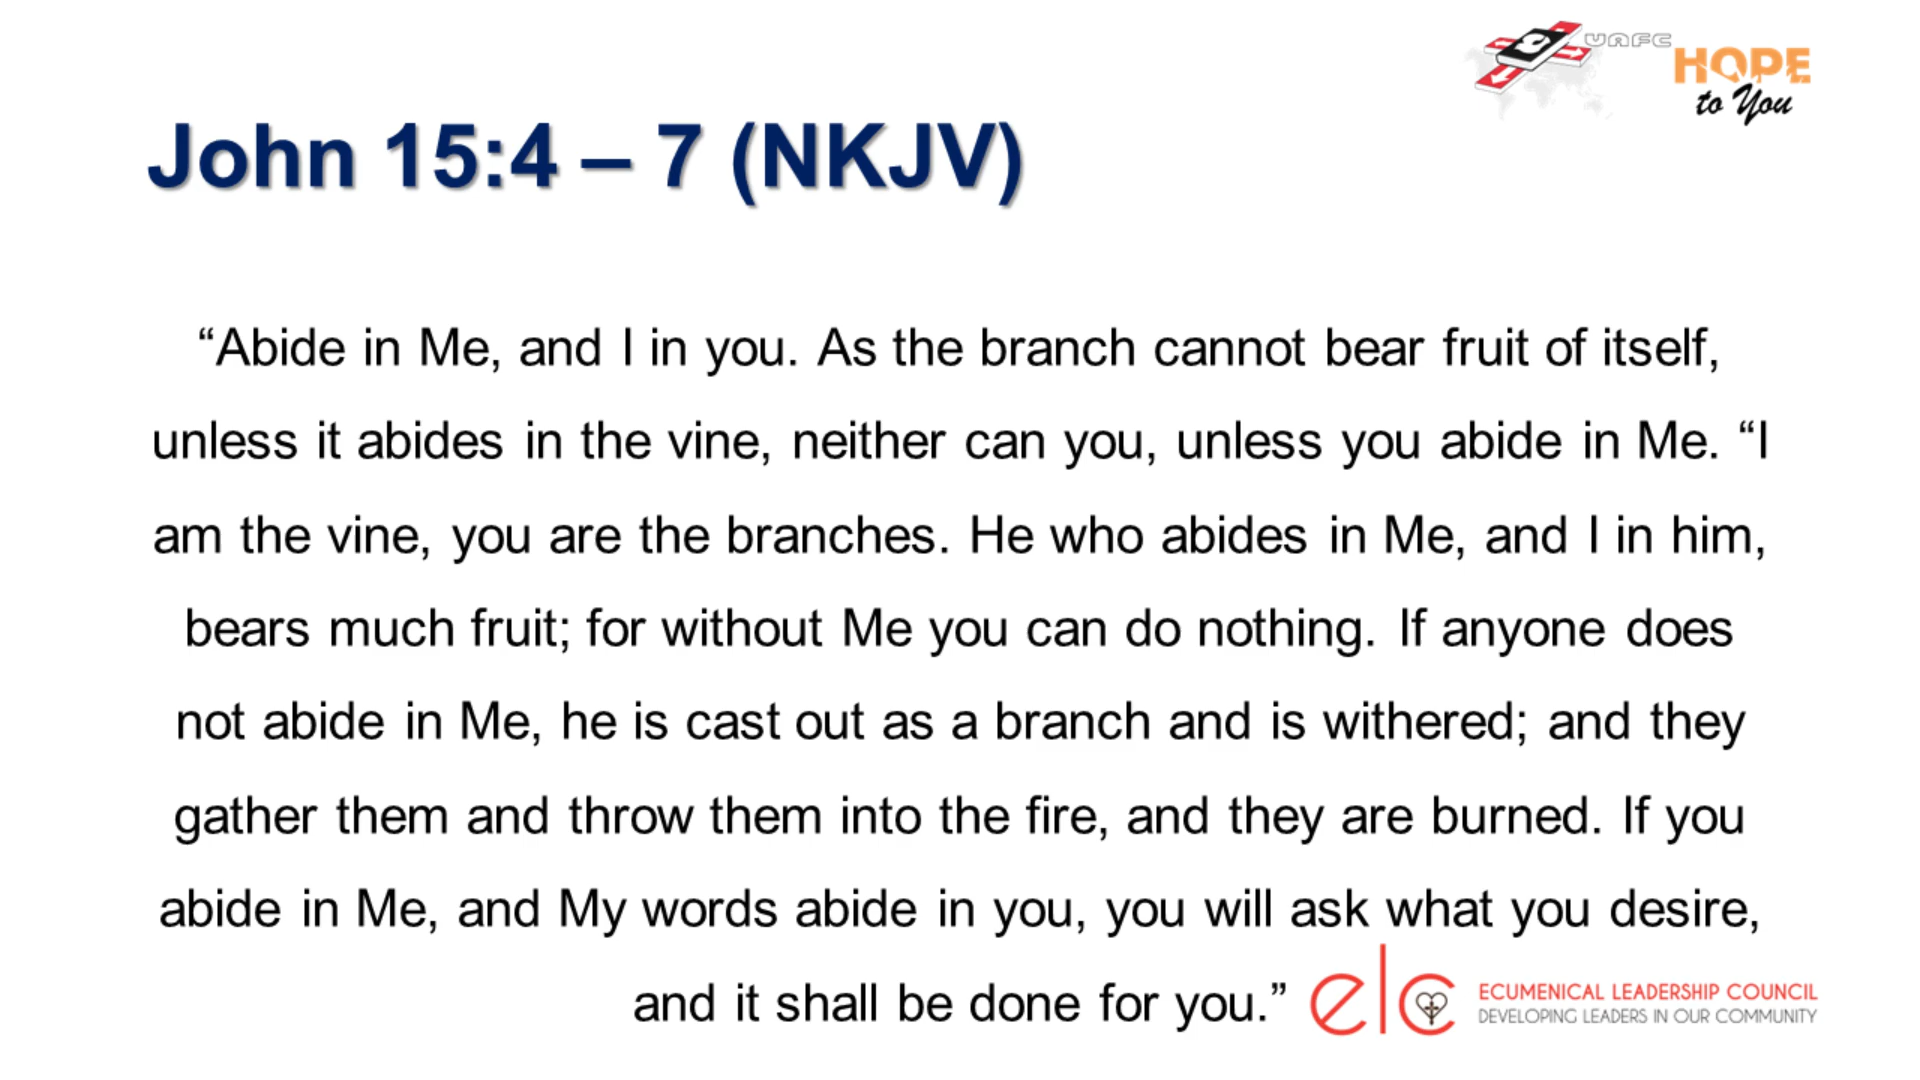 UNFC
HOPE
to You
John 15:4 – 7 (NKJV)
“Abide in Me, and I in you. As the branch cannot bear fruit of itself,
unless it abides in the vine, neither can you, unless you abide in Me. “I
am the vine, you are the branches. He who abides in Me, and I in him,
bears much fruit; for without Me you can do nothing. If anyone does
not abide in Me, he is cast out as a branch and is withered; and they
gather them and throw them into the fire, and they are burned. If you
abide in Me, and My words abide in you, you will ask what you desire,
and it shall be done for you.”
elc
ECUMENICAL LEADERSHIP COUNCIL
DEVELOPING LEADERS IN OUR COMMUNITY